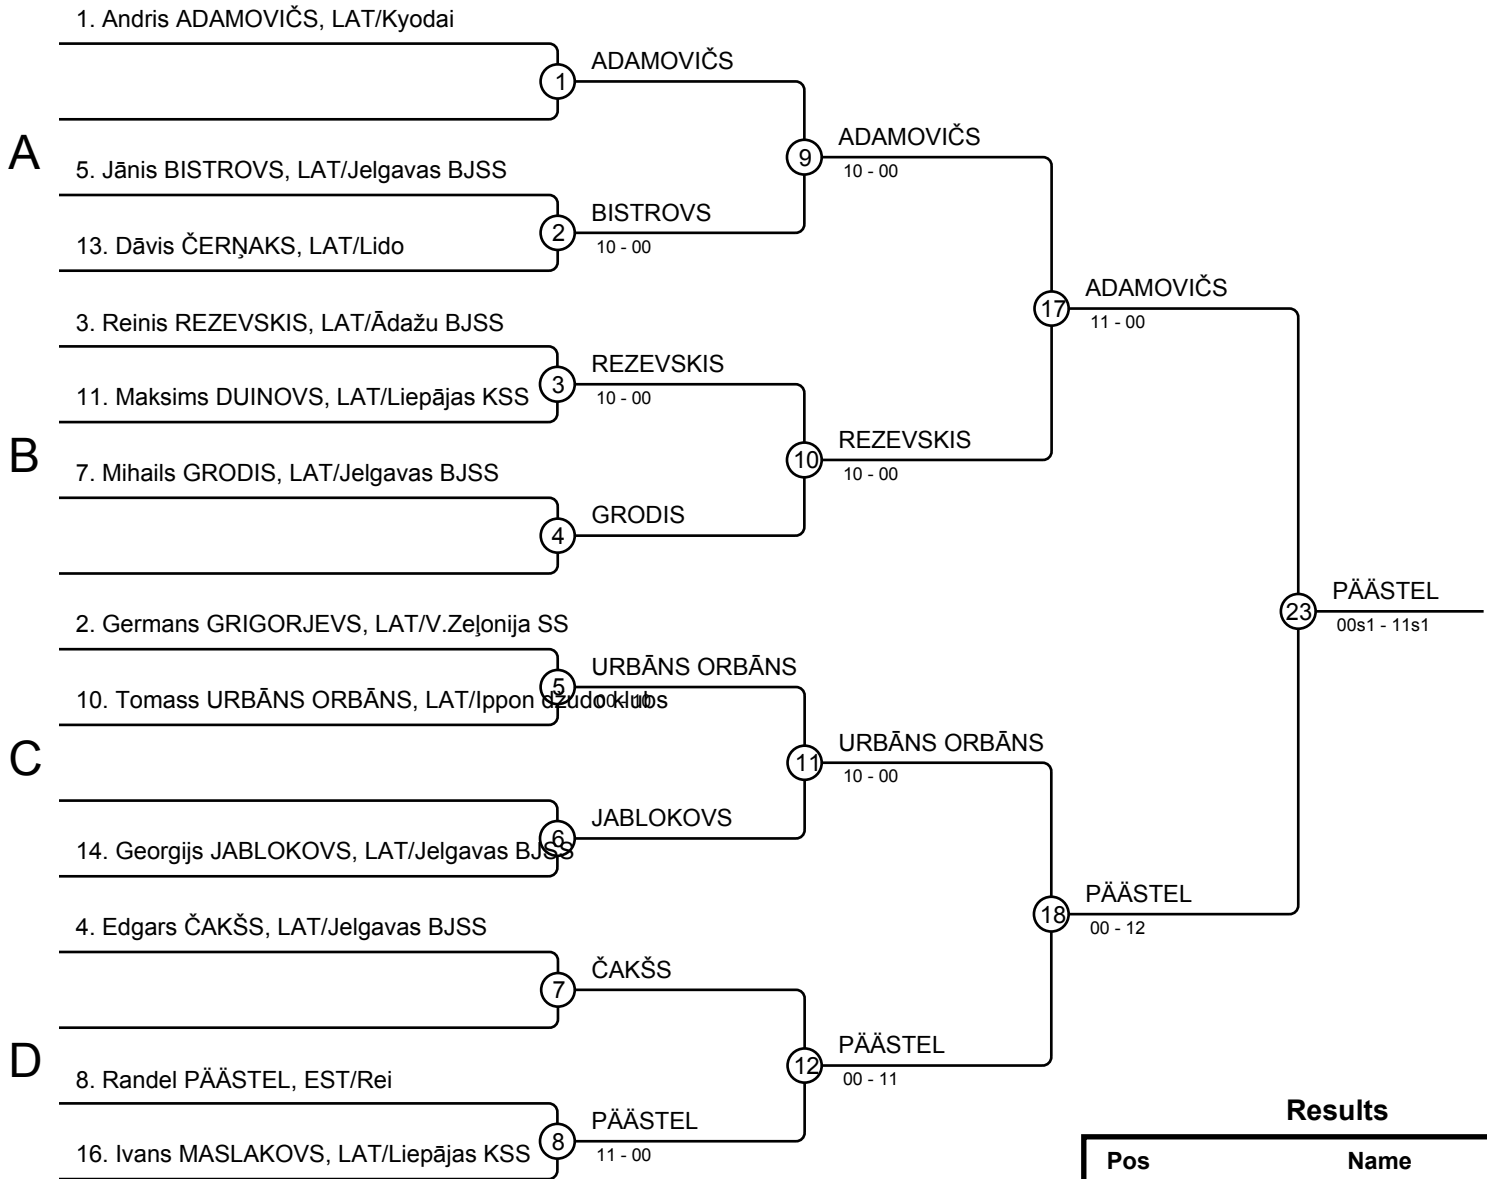 1. Andris ADAMOVIČS, LAT/Kyodai
ADAMOVIČS
1
ADAMOVIČS
9
10 - 00
A
5. Jānis BISTROVS, LAT/Jelgavas BJSS
BISTROVS
2
10 - 00
13. Dāvis ČERŅAKS, LAT/Lido
ADAMOVIČS
17
11 - 00
3. Reinis REZEVSKIS, LAT/Ādažu BJSS
REZEVSKIS
3
10 - 00
11. Maksims DUINOVS, LAT/Liepājas KSS
REZEVSKIS
10
10 - 00
B
7. Mihails GRODIS, LAT/Jelgavas BJSS
GRODIS
4
PÄÄSTEL
23
00s1 - 11s1
2. Germans GRIGORJEVS, LAT/V.Zeļonija SS
URBĀNS ORBĀNS
5
00 - 10
10. Tomass URBĀNS ORBĀNS, LAT/Ippon džudo klubs
URBĀNS ORBĀNS
11
10 - 00
C
JABLOKOVS
6
14. Georgijs JABLOKOVS, LAT/Jelgavas BJSS
PÄÄSTEL
18
00 - 12
4. Edgars ČAKŠS, LAT/Jelgavas BJSS
ČAKŠS
7
PÄÄSTEL
12
00 - 11
D
8. Randel PÄÄSTEL, EST/Rei
PÄÄSTEL
8
11 - 00
16. Ivans MASLAKOVS, LAT/Liepājas KSS
Results
Pos Name